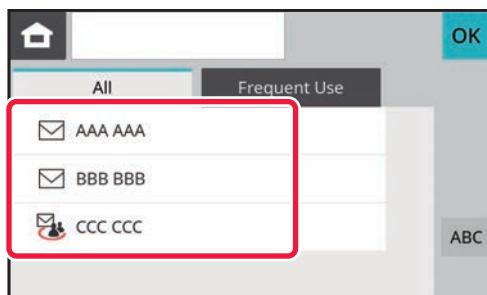 OK
All Frequent Use
AAA AAA
BBB BBB
CCC CCC
ABC